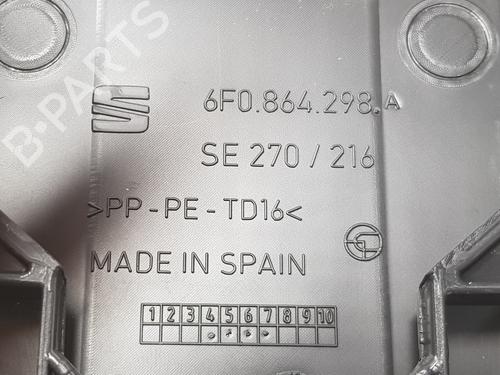 6F0.864.298.A
SE 270 / 216
>PP-PE-TD16<
MADE IN SPAIN
1 2 3 4 5 6 7 8 9 10
B-PARTS